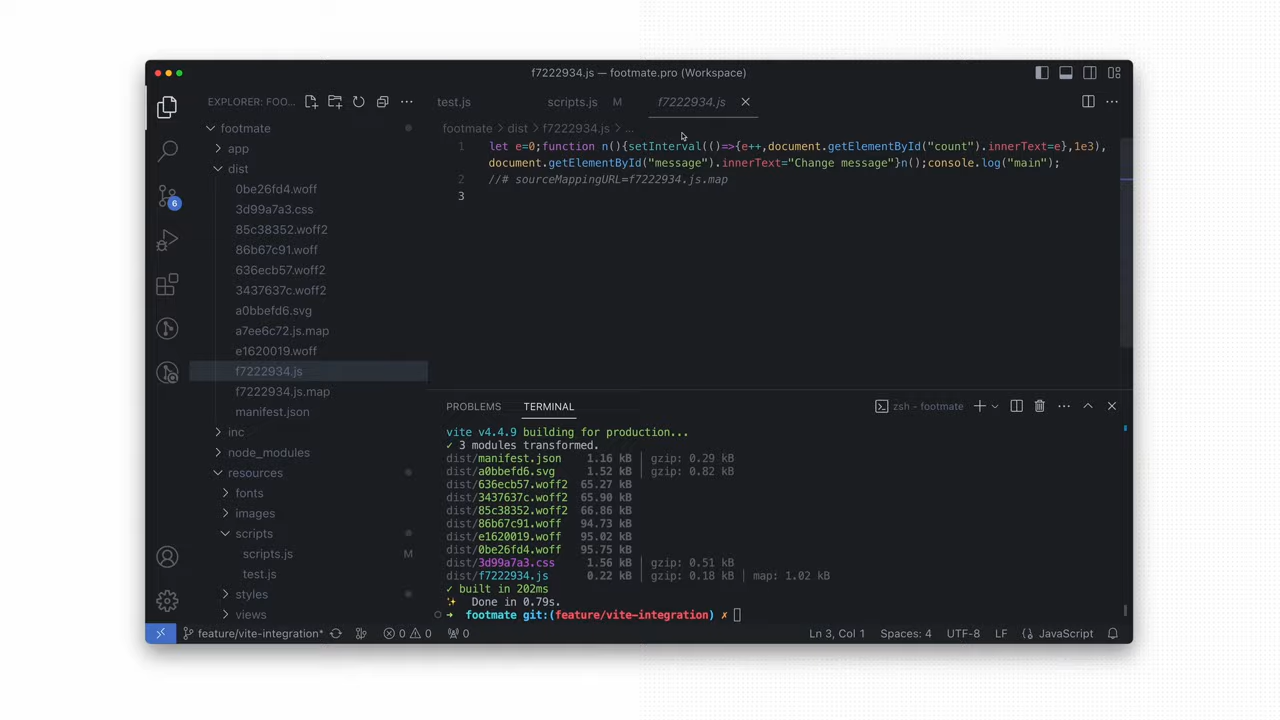 f7222934.js — footmate.pro (Workspace)
EXPLORER: FOO...
test.js
scripts.js M
f7222934.js
footmate
app
dist
0be26fd4.woff
3d99a7a3.css
85c38352.woff2
86b67c91.woff
636ecb57.woff2
3437637c.woff2
a0bbefd6.svg
a7ee6c72.js.map
e1620019.woff
f7222934.js
f7222934.js.map
manifest.json
inc
node_modules
resources
fonts
images
scripts
scripts.js M
test.js
styles
views
6
footmate > dist > f7222934.js > ...
1 let e=0;function n(){setInterval(()=>{e++,document.getElementById("count").innerText=e},1e3),
document.getElementById("message").innerText="Change message"}n();console.log("main");
2 //# sourceMappingURL=f7222934.js.map
3
PROBLEMS TERMINAL
zsh - footmate
vite v4.4.9 building for production...
✓ 3 modules transformed.
dist/manifest.json 1.16 kB │ gzip: 0.29 kB
dist/a0bbefd6.svg 1.52 kB │ gzip: 0.82 kB
dist/636ecb57.woff2 65.27 kB
dist/3437637c.woff2 65.90 kB
dist/85c38352.woff2 66.86 kB
dist/86b67c91.woff 94.73 kB
dist/e1620019.woff 95.02 kB
dist/0be26fd4.woff 95.75 kB
dist/3d99a7a3.css 1.56 kB │ gzip: 0.51 kB
dist/f7222934.js 0.22 kB │ gzip: 0.18 kB │ map: 1.02 kB
✓ built in 202ms
✨ Done in 0.79s.
➜ footmate git:(feature/vite-integration) ✗
feature/vite-integration* 0 0 0 Ln 3, Col 1 Spaces: 4 UTF-8 LF JavaScript